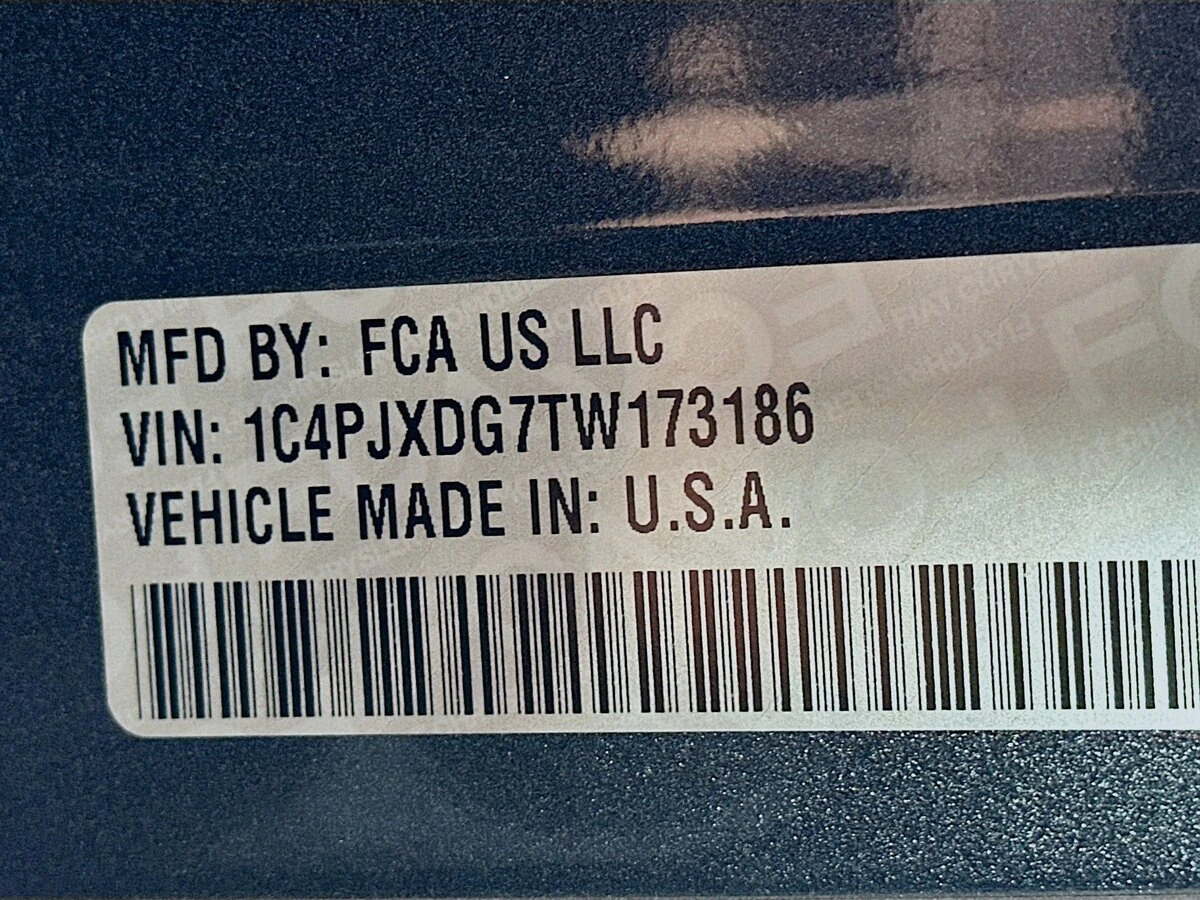 MFD BY: FCA US LLC
VIN: 1C4PJXDG7TW173186
VEHICLE MADE IN: U.S.A.